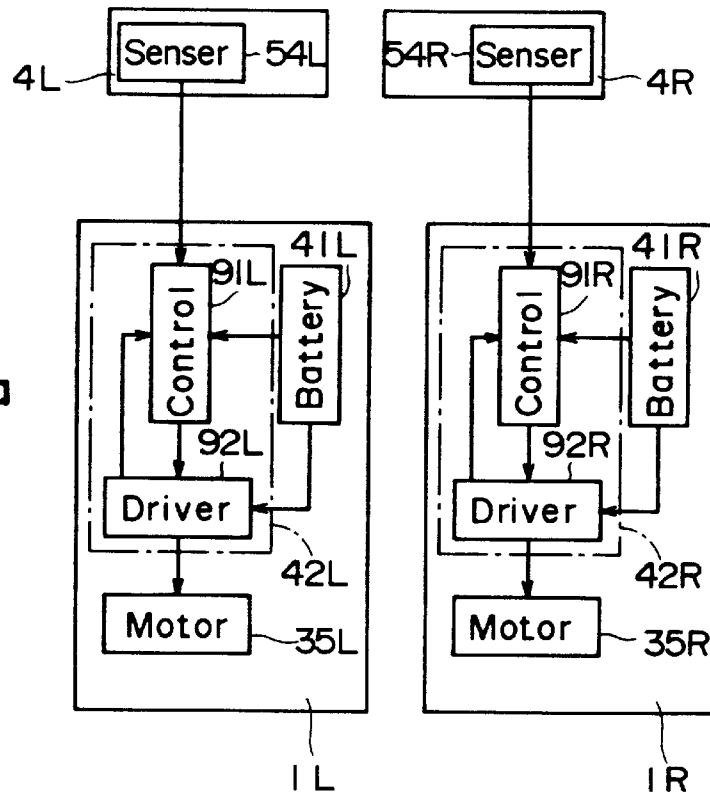 Senser
54L
4L
54R
Senser
4R
41L
91L
Control
Battery
92L
Driver
42L
Motor
35L
1L
41R
91R
Control
Battery
92R
Driver
42R
Motor
35R
1R